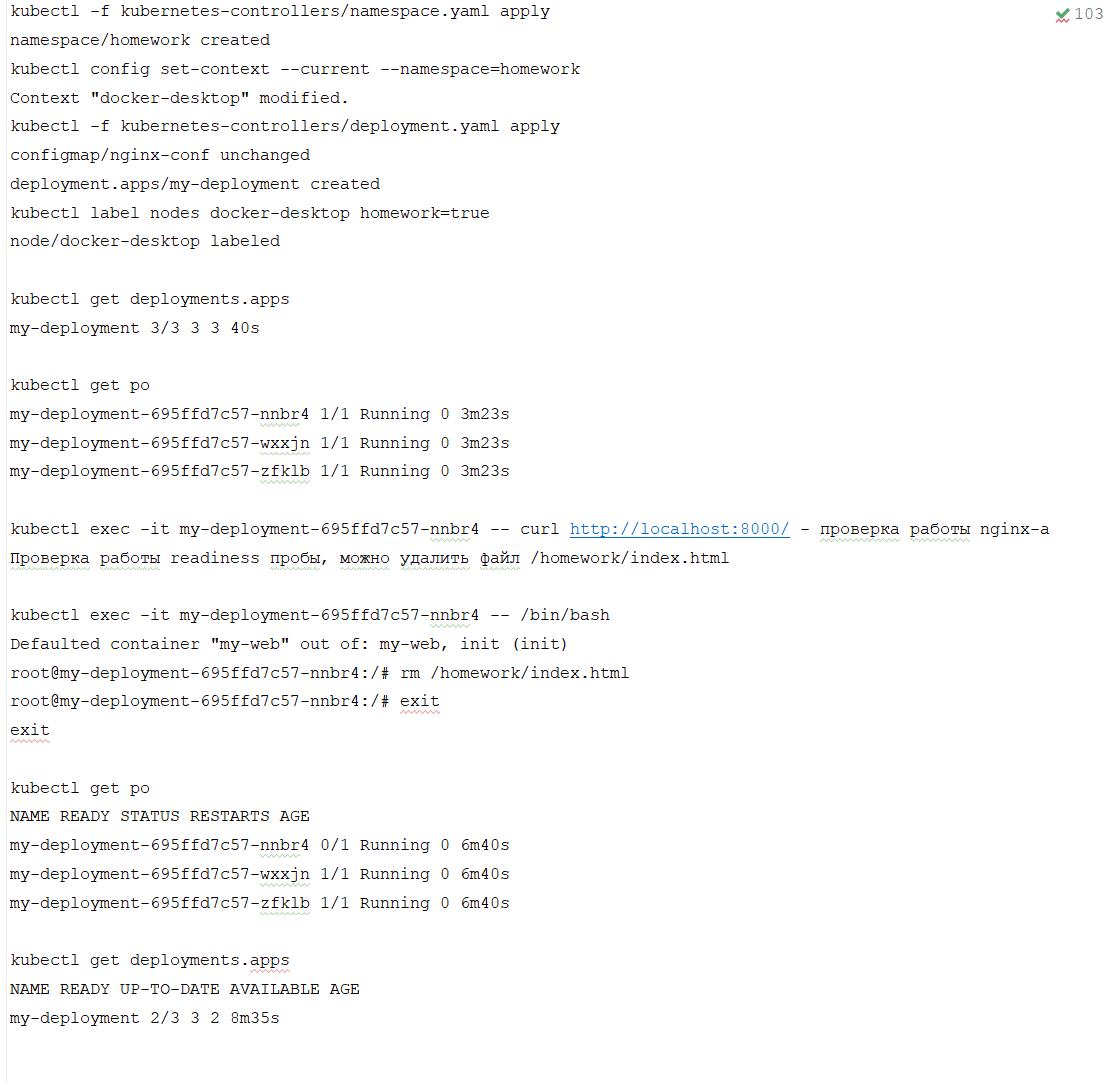 kubectl -f kubernetes-controllers/namespace.yaml apply
103
namespace/homework created
kubectl config set-context --current --namespace=homework
Context "docker-desktop" modified.
kubectl -f kubernetes-controllers/deployment.yaml apply
configmap/nginx-conf unchanged
deployment.apps/my-deployment created
kubectl label nodes docker-desktop homework=true
node/docker-desktop labeled
kubectl get deployments.apps
my-deployment 3/3 3 3 40s
kubectl get po
my-deployment-695ffd7c57-nnbr4 1/1 Running 0 3m23s
my-deployment-695ffd7c57-wxxjn 1/1 Running 0 3m23s
my-deployment-695ffd7c57-zfklb 1/1 Running 0 3m23s
kubectl exec -it my-deployment-695ffd7c57-nnbr4 -- curl http://localhost:8000/ - проверка работы nginx-а
Проверка работы readiness пробы, можно удалить файл /homework/index.html
kubectl exec -it my-deployment-695ffd7c57-nnbr4 -- /bin/bash
Defaulted container "my-web" out of: my-web, init (init)
root@my-deployment-695ffd7c57-nnbr4:/# rm /homework/index.html
root@my-deployment-695ffd7c57-nnbr4:/# exit
exit
kubectl get po
NAME READY STATUS RESTARTS AGE
my-deployment-695ffd7c57-nnbr4 0/1 Running 0 6m40s
my-deployment-695ffd7c57-wxxjn 1/1 Running 0 6m40s
my-deployment-695ffd7c57-zfklb 1/1 Running 0 6m40s
kubectl get deployments.apps
NAME READY UP-TO-DATE AVAILABLE AGE
my-deployment 2/3 3 2 8m35s